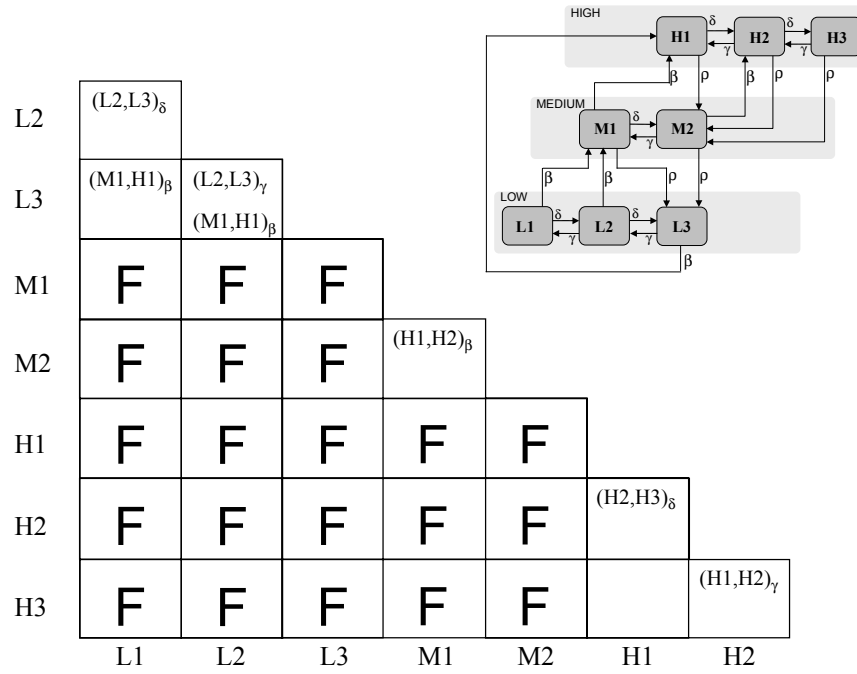 HIGH
H1
δ
γ
H2
δ
γ
H3
β
ρ
β
ρ
ρ
MEDIUM
M1
δ
γ
M2
β
β
ρ
ρ
LOW
L1
δ
γ
L2
δ
γ
L3
β
L2
(L2,L3)δ
L3
(M1,H1)β
(L2,L3)γ
(M1,H1)β
M1 F F F
M2 F F F (H1,H2)β
H1 F F F F F
H2 F F F F F (H2,H3)δ
H3 F F F F F (H1,H2)γ
L1 L2 L3 M1 M2 H1 H2